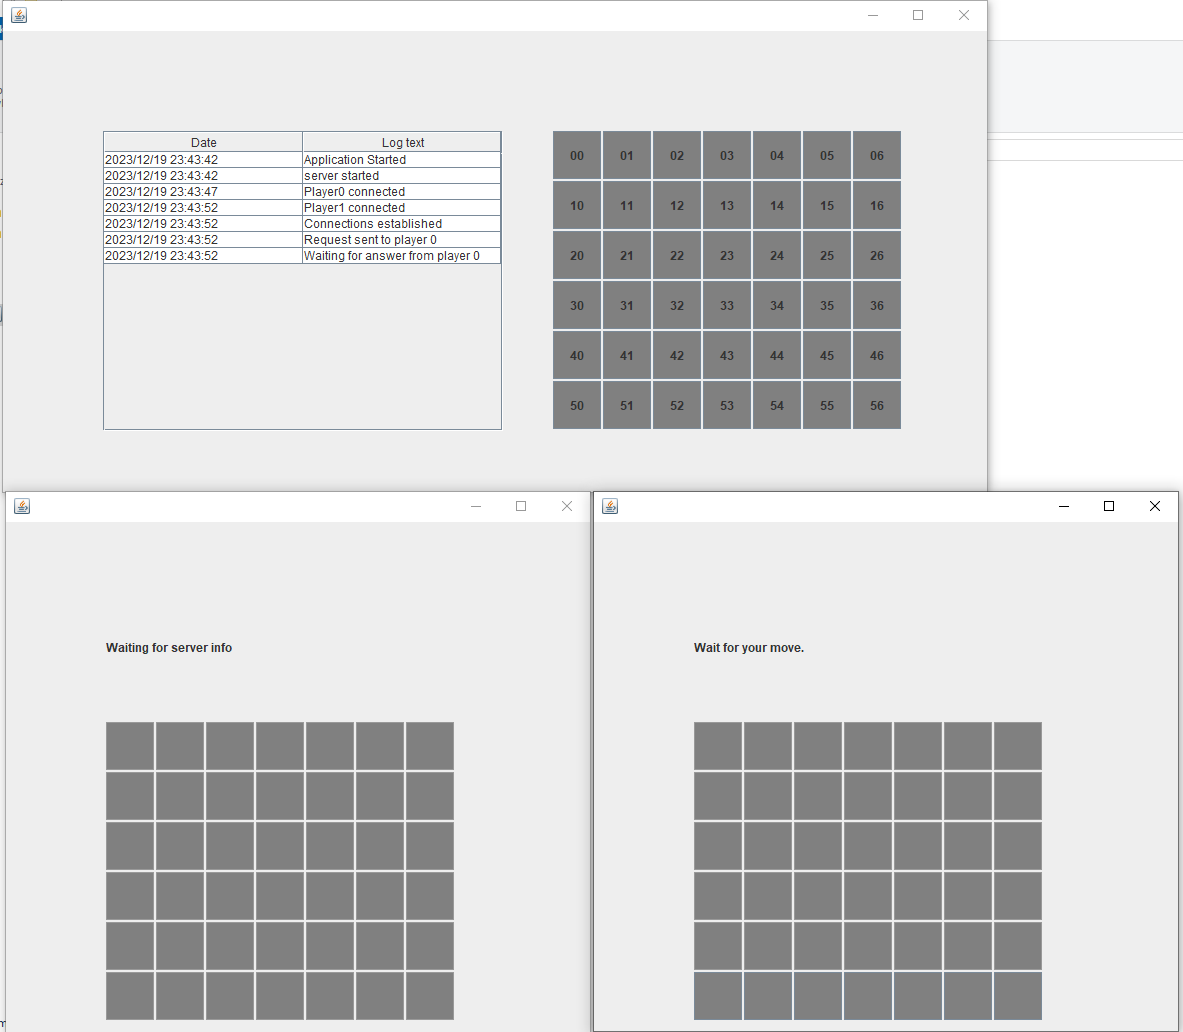 Date Log text
2023/12/19 23:43:42 Application Started
2023/12/19 23:43:42 server started
2023/12/19 23:43:47 Player0 connected
2023/12/19 23:43:52 Player1 connected
2023/12/19 23:43:52 Connections established
2023/12/19 23:43:52 Request sent to player 0
2023/12/19 23:43:52 Waiting for answer from player 0
00 01 02 03 04 05 06
10 11 12 13 14 15 16
20 21 22 23 24 25 26
30 31 32 33 34 35 36
40 41 42 43 44 45 46
50 51 52 53 54 55 56
Waiting for server info
Wait for your move.